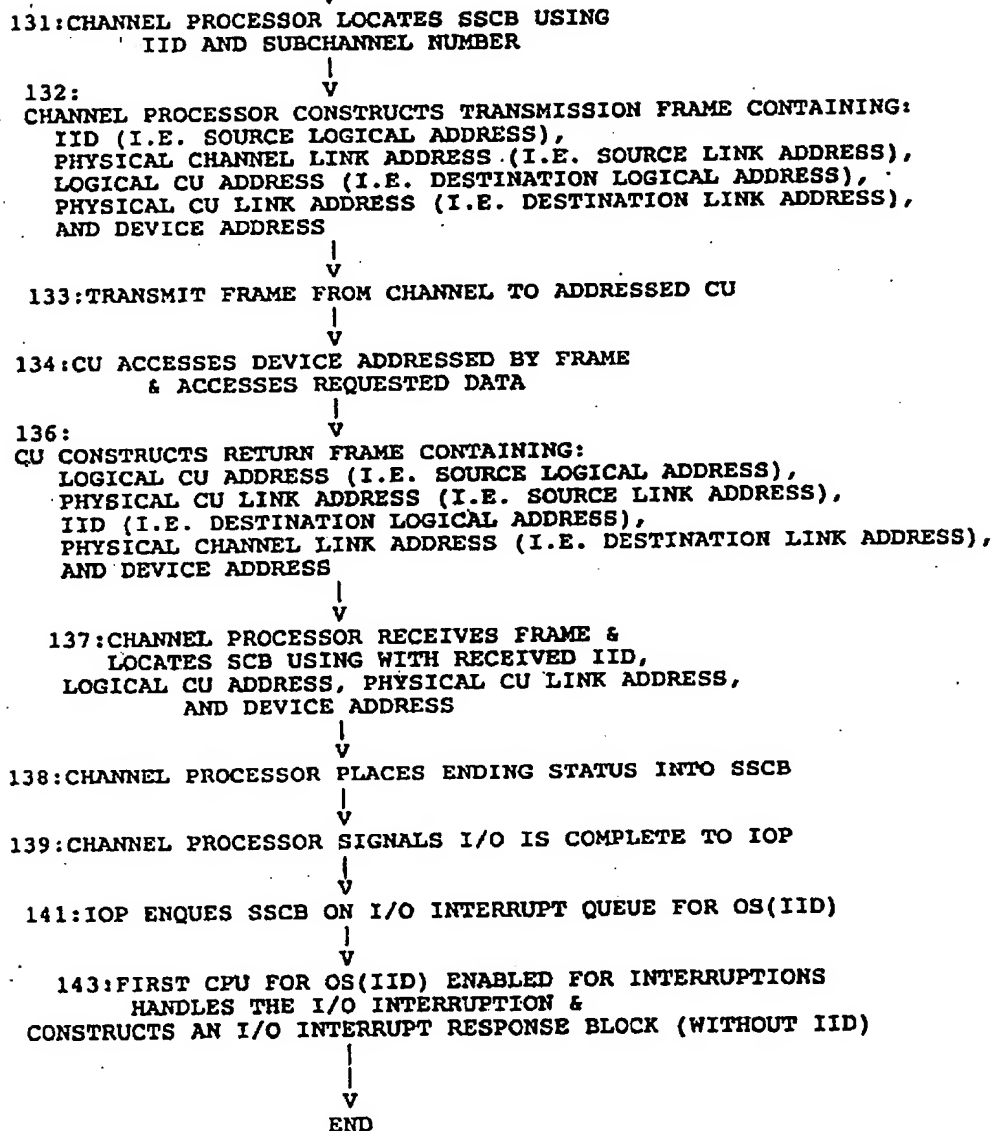 131:CHANNEL PROCESSOR LOCATES SSCB USING
IID AND SUBCHANNEL NUMBER
132:
CHANNEL PROCESSOR CONSTRUCTS TRANSMISSION FRAME CONTAINING:
IID (I.E. SOURCE LOGICAL ADDRESS),
PHYSICAL CHANNEL LINK ADDRESS (I.E. SOURCE LINK ADDRESS),
LOGICAL CU ADDRESS (I.E. DESTINATION LOGICAL ADDRESS),
PHYSICAL CU LINK ADDRESS (I.E. DESTINATION LINK ADDRESS),
AND DEVICE ADDRESS
133:TRANSMIT FRAME FROM CHANNEL TO ADDRESSED CU
134:CU ACCESSES DEVICE ADDRESSED BY FRAME
& ACCESSES REQUESTED DATA
136:
CU CONSTRUCTS RETURN FRAME CONTAINING:
LOGICAL CU ADDRESS (I.E. SOURCE LOGICAL ADDRESS),
PHYSICAL CU LINK ADDRESS (I.E. SOURCE LINK ADDRESS),
IID (I.E. DESTINATION LOGICAL ADDRESS),
PHYSICAL CHANNEL LINK ADDRESS (I.E. DESTINATION LINK ADDRESS),
AND DEVICE ADDRESS
137:CHANNEL PROCESSOR RECEIVES FRAME &
LOCATES SCB USING WITH RECEIVED IID,
LOGICAL CU ADDRESS, PHYSICAL CU LINK ADDRESS,
AND DEVICE ADDRESS
138:CHANNEL PROCESSOR PLACES ENDING STATUS INTO SSCB
139:CHANNEL PROCESSOR SIGNALS I/O IS COMPLETE TO IOP
141:IOP ENQUES SSCB ON I/O INTERRUPT QUEUE FOR OS(IID)
143:FIRST CPU FOR OS(IID) ENABLED FOR INTERRUPTIONS
HANDLES THE I/O INTERRUPTION &
CONSTRUCTS AN I/O INTERRUPT RESPONSE BLOCK (WITHOUT IID)
END